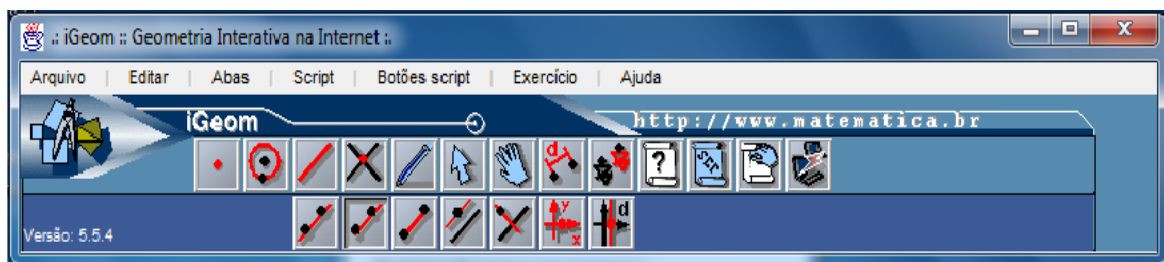 .: iGeom :: Geometria Interativa na Internet :.
Arquivo | Editar | Abas | Script | Botões script | Exercício | Ajuda
iGeom http://www.matematica.br
d ?
Versão: 5.5.4 y x d